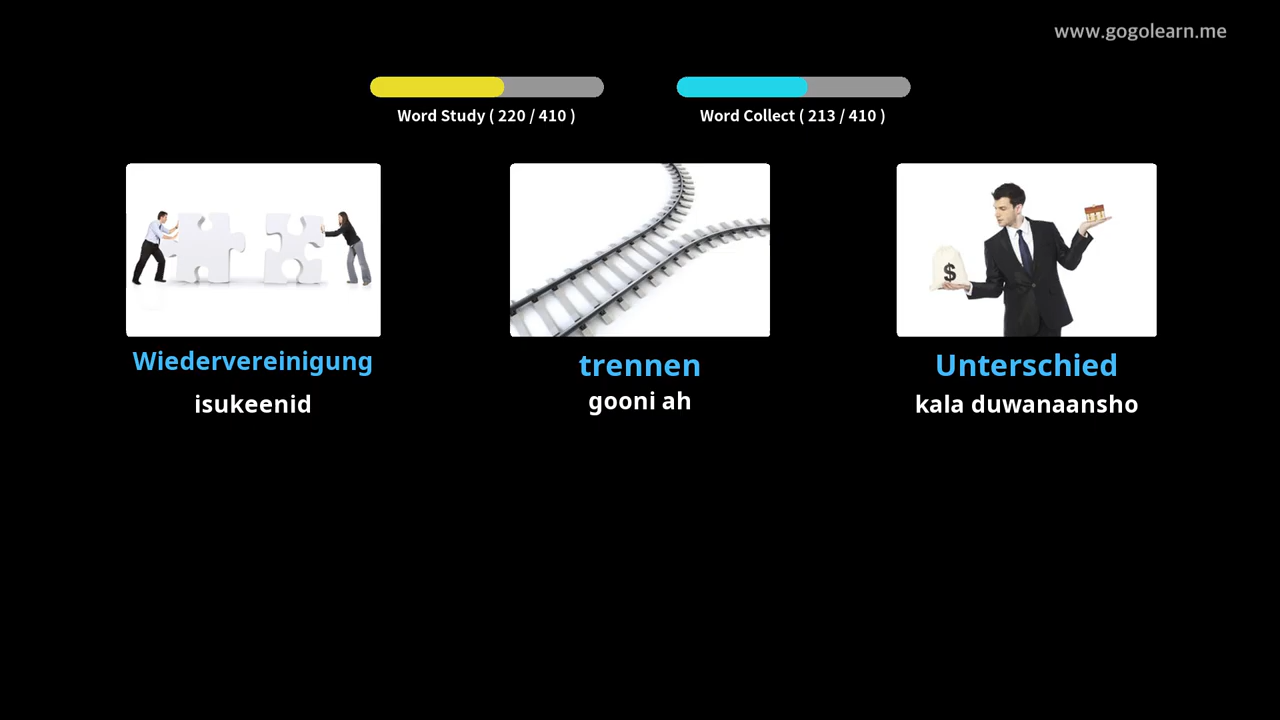 www.gogolearn.me
Word Study ( 220 / 410 )
Word Collect ( 213 / 410 )
$
Wiedervereinigung
trennen
Unterschied
isukeenid
gooni ah
kala duwanaansho